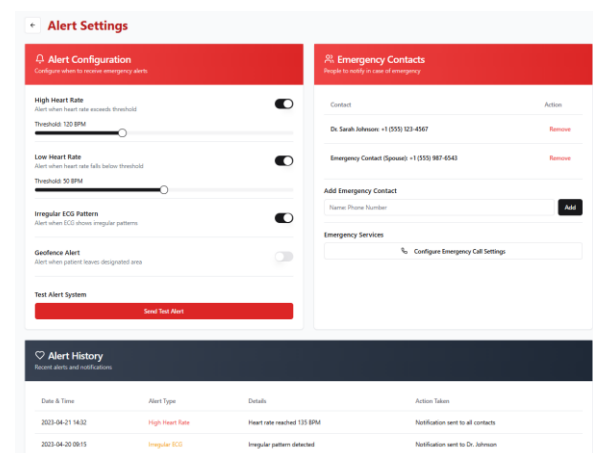 Alert Settings
Alert Configuration
Configure when to receive emergency alerts
High Heart Rate
Alert when heart rate exceeds threshold
Threshold: 120 BPM
Low Heart Rate
Alert when heart rate falls below threshold
Threshold: 50 BPM
Irregular ECG Pattern
Alert when ECG shows irregular patterns
Geofence Alert
Alert when patient leaves designated area
Test Alert System
Send Test Alert
Emergency Contacts
People to notify in case of emergency
Contact Action
Dr. Sarah Johnson: +1 (555) 123-4567 Remove
Emergency Contact (Spouse): +1 (555) 987-6543 Remove
Add Emergency Contact
Name: Phone Number Add
Emergency Services
Configure Emergency Call Settings
Alert History
Recent alerts and notifications
Date & Time Alert Type Details Action Taken
2023-04-21 14:32 High Heart Rate Heart rate reached 135 BPM Notification sent to all contacts
2023-04-20 09:15 Irregular ECG Irregular pattern detected Notification sent to Dr. Johnson